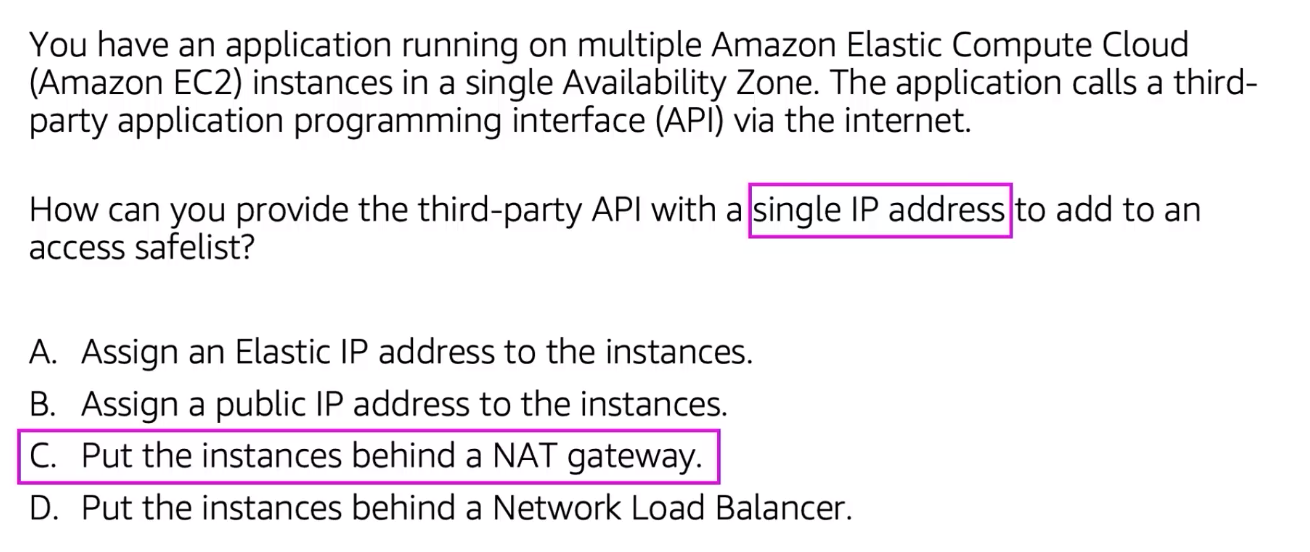 You have an application running on multiple Amazon Elastic Compute Cloud
(Amazon EC2) instances in a single Availability Zone. The application calls a third-
party application programming interface (API) via the internet.
How can you provide the third-party API with a single IP address to add to an
access safelist?
A. Assign an Elastic IP address to the instances.
B. Assign a public IP address to the instances.
C. Put the instances behind a NAT gateway.
D. Put the instances behind a Network Load Balancer.